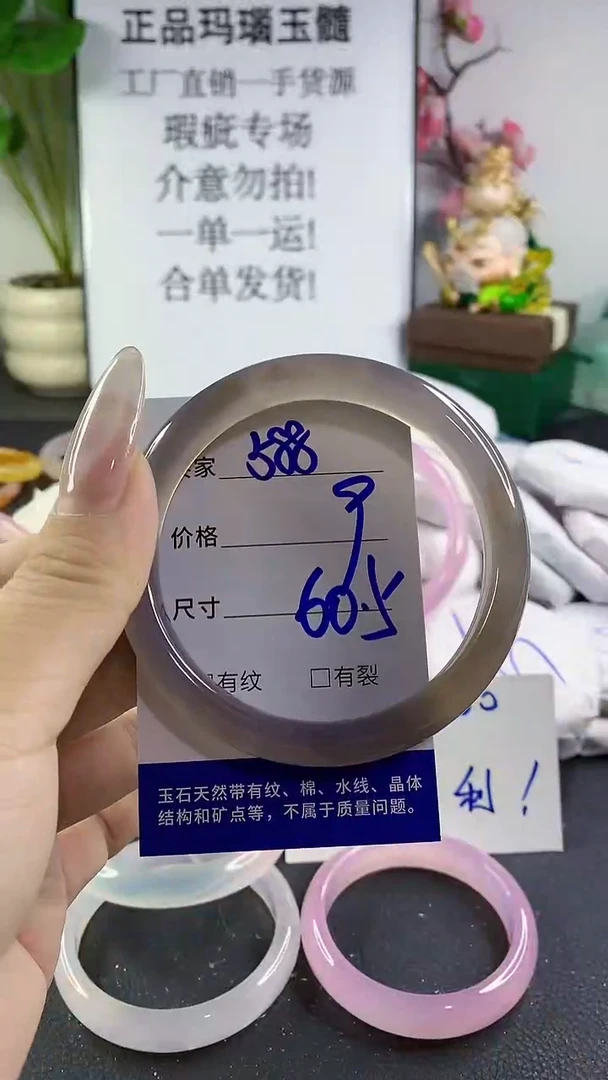 正品玛瑙玉髓
工厂直销一手货源
瑕疵专场
介意勿拍!
一单一运!
合单发货!
家 588
价格
尺寸 60.5
有纹 □有裂
玉石天然带有纹、棉、水线、晶体
结构和矿点等，不属于质量问题。
利！